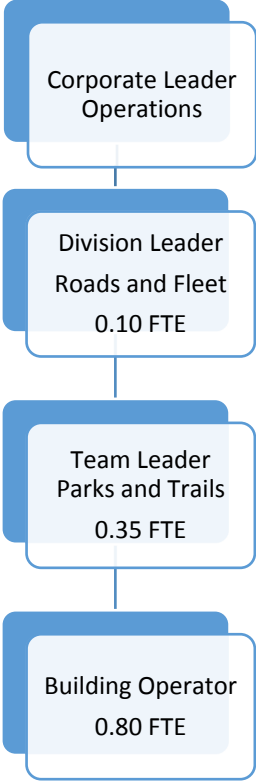 Corporate Leader
Operations
Division Leader
Roads and Fleet
0.10 FTE
Team Leader
Parks and Trails
0.35 FTE
Building Operator
0.80 FTE